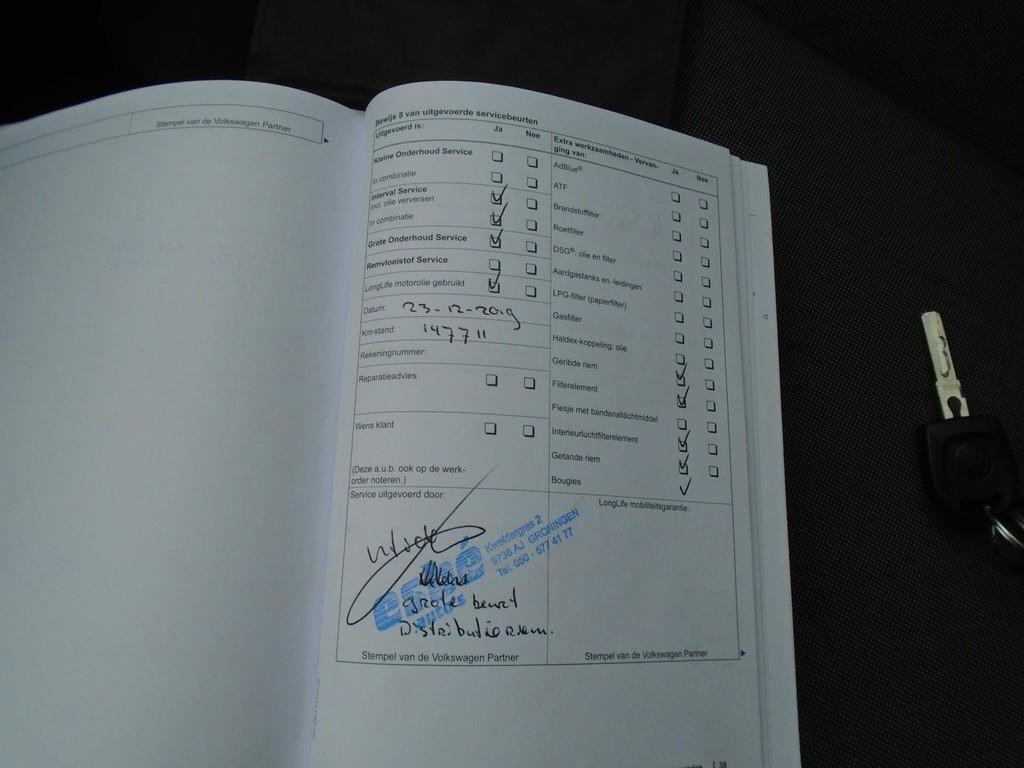 Stempel van de Volkswagen Partner
Bewijs 8 van uitgevoerde servicebeurten
Uitgevoerd is: Ja Nee
Kleine Onderhoud Service
In combinatie
Interval Service
incl. olie verversen
In combinatie
Grote Onderhoud Service
Remvloeistof Service
LongLife motorolie gebruikt
Datum: 23-12-2019
Km-stand: 147711
Rekeningnummer:
Reparatieadvies
Wens klant
(Deze a.u.b. ook op de werk-
order noteren.)
Extra werkzaamheden - Vervan-
ging van: Ja Nee
AdBlue®
ATF
Brandstoffilter
Roetfilter
DSG®: olie en filter
Aardgastanks en -leidingen
LPG-filter (papierfilter)
Gasfilter
Haldex-koppeling: olie
Geribde riem
Filterelement
Flesje met bandenafdichtmiddel
Interieurluchtfilterelement
Getande riem
Bougies
Service uitgevoerd door:
Kweldergras 2
9738 AJ GRONINGEN
Tel. 050 - 577 41 77
autos
grote beurt
Distributieriem.
Stempel van de Volkswagen Partner
LongLife mobiliteitsgarantie:
Stempel van de Volkswagen Partner
39